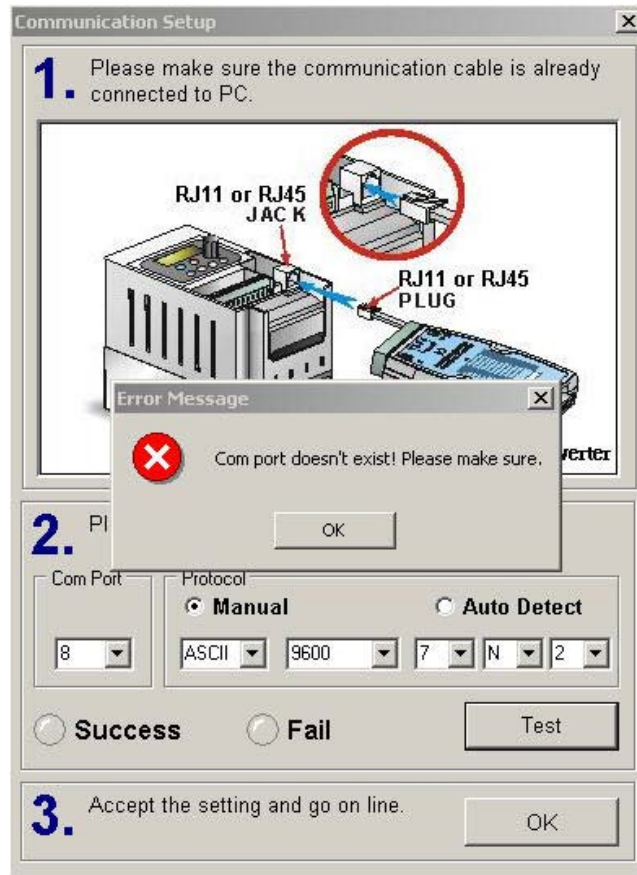 Communication Setup
1. Please make sure the communication cable is already
connected to PC.
RJ11 or RJ45
JACK
RJ11 or RJ45
PLUG
Error Message
Com port doesn't exist! Please make sure.
OK
verter
2. Pl
Com Port
Protocol
Manual
Auto Detect
8
ASCII
9600
7
N
2
Success
Fail
Test
3. Accept the setting and go on line.
OK